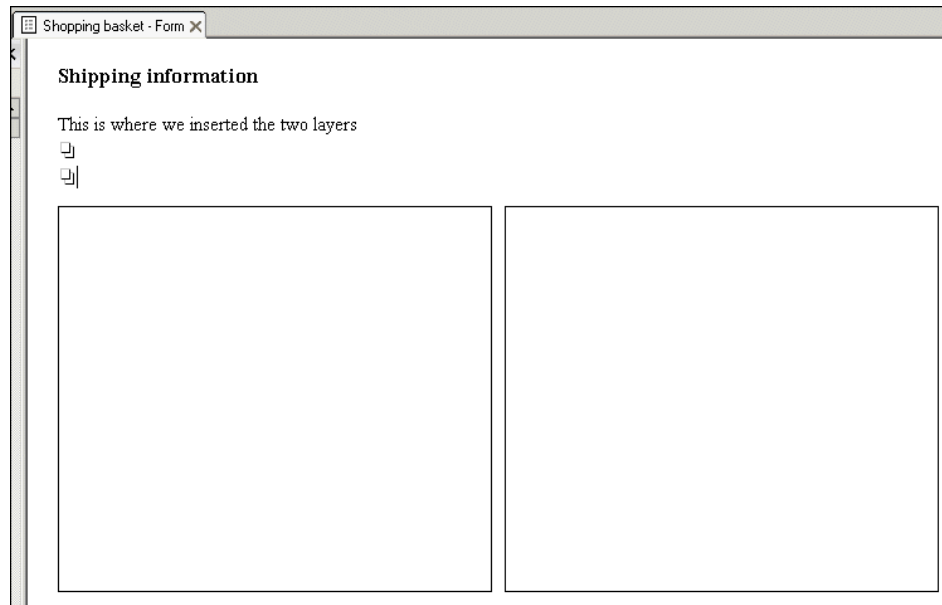 Shopping basket - Form
Shipping information
This is where we inserted the two layers